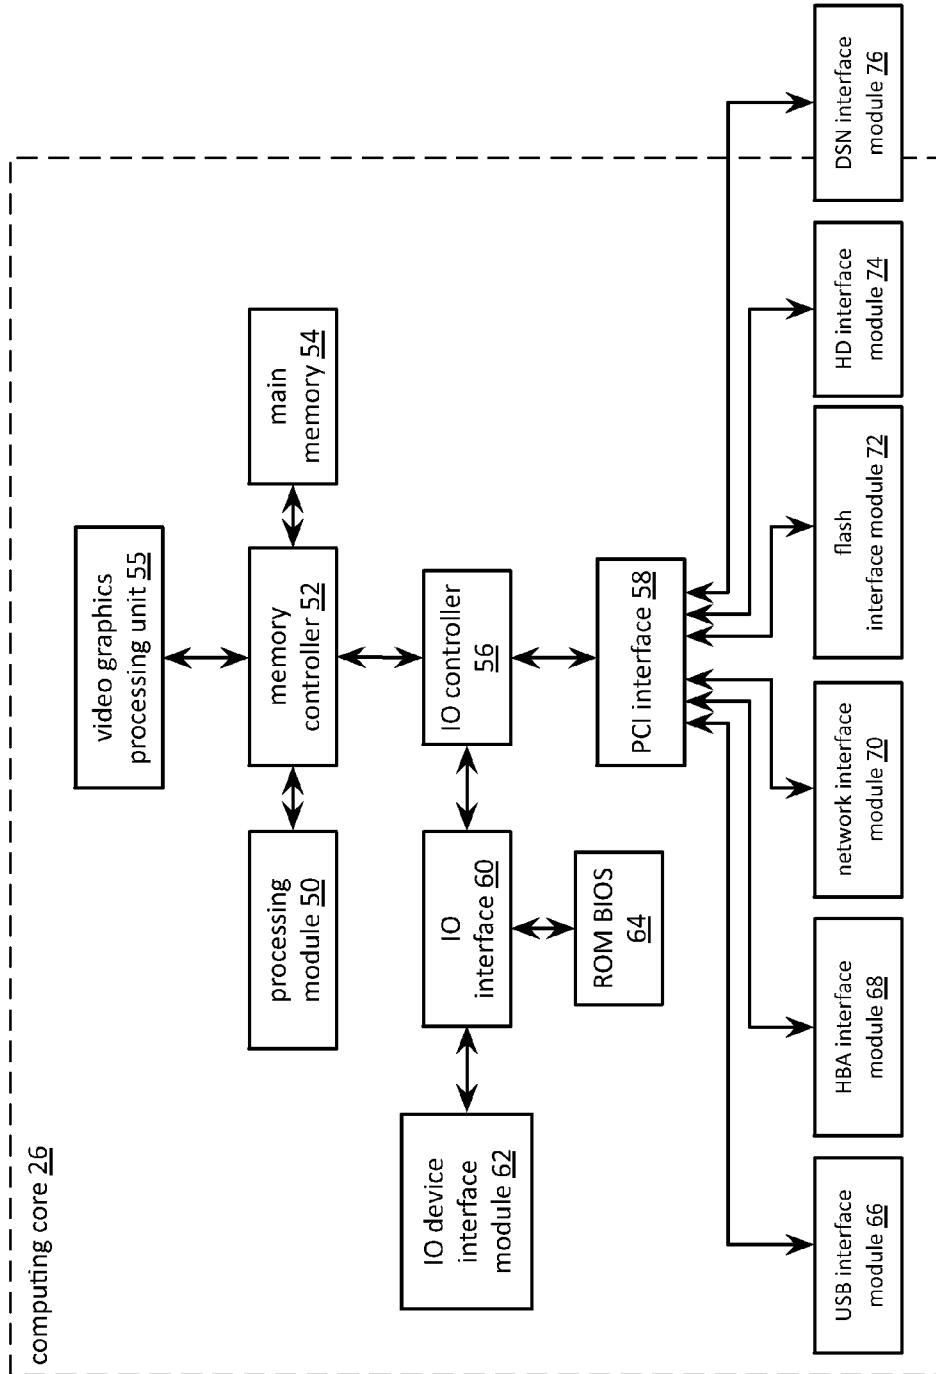 computing core 26
video graphics
processing unit 55
processing
module 50
memory
controller 52
main
memory 54
IO device
interface
module 62
IO
interface 60
IO controller
56
ROM BIOS
64
PCI interface 58
USB interface
module 66
HBA interface
module 68
network interface
module 70
flash
interface module 72
HD interface
module 74
DSN interface
module 76